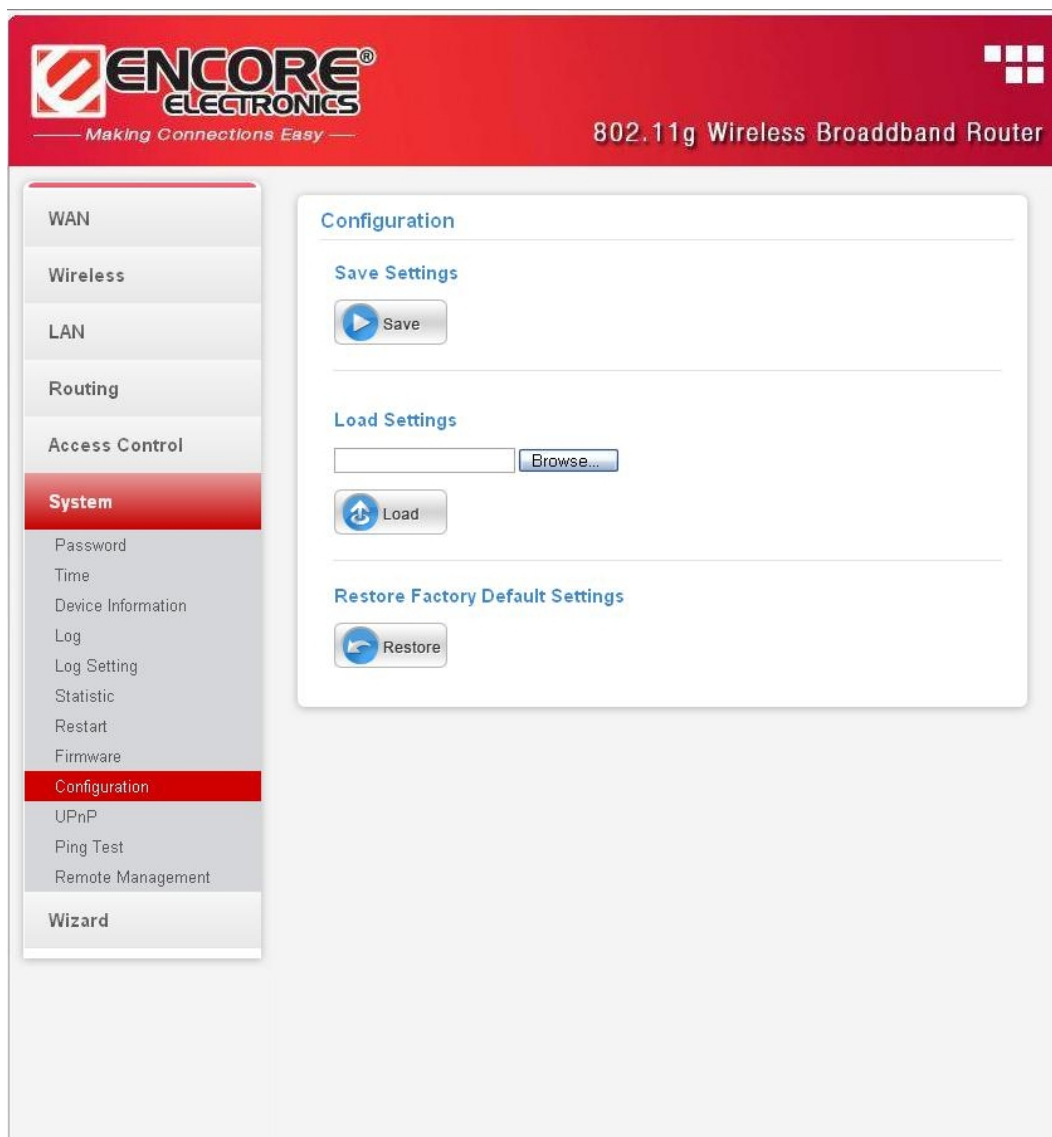 ENCORE®
ELECTRONICS
Making Connections Easy
802.11g Wireless Broaddband Router
WAN
Wireless
LAN
Routing
Access Control
System
Password
Time
Device Information
Log
Log Setting
Statistic
Restart
Firmware
Configuration
UPnP
Ping Test
Remote Management
Wizard
Configuration
Save Settings
Save
Load Settings
Browse...
Load
Restore Factory Default Settings
Restore